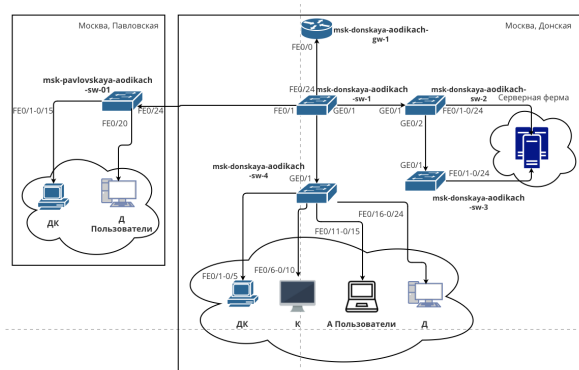 Москва, Павловская
Москва, Донская
msk-donskaya-aodikach-
gw-1
FE0/0
msk-pavlovskaya-aodikach
-sw-01
FE0/1-0/15
FE0/24
FE0/20
FE0/24
msk-donskaya-aodikach
-sw-1
FE0/1
GE0/1
msk-donskaya-aodikach-
sw-2
GE0/1
FE0/1-0/24
GE0/2
Серверная ферма
GE0/1
FE0/1-0/24
msk-donskaya-aodikach
-sw-3
msk-donskaya-aodikach
-sw-4
GE0/1
FE0/16-0/24
FE0/11-0/15
FE0/6-0/10
FE0/1-0/5
ДК
Д
Пользователи
ДК
К
А Пользователи
Д